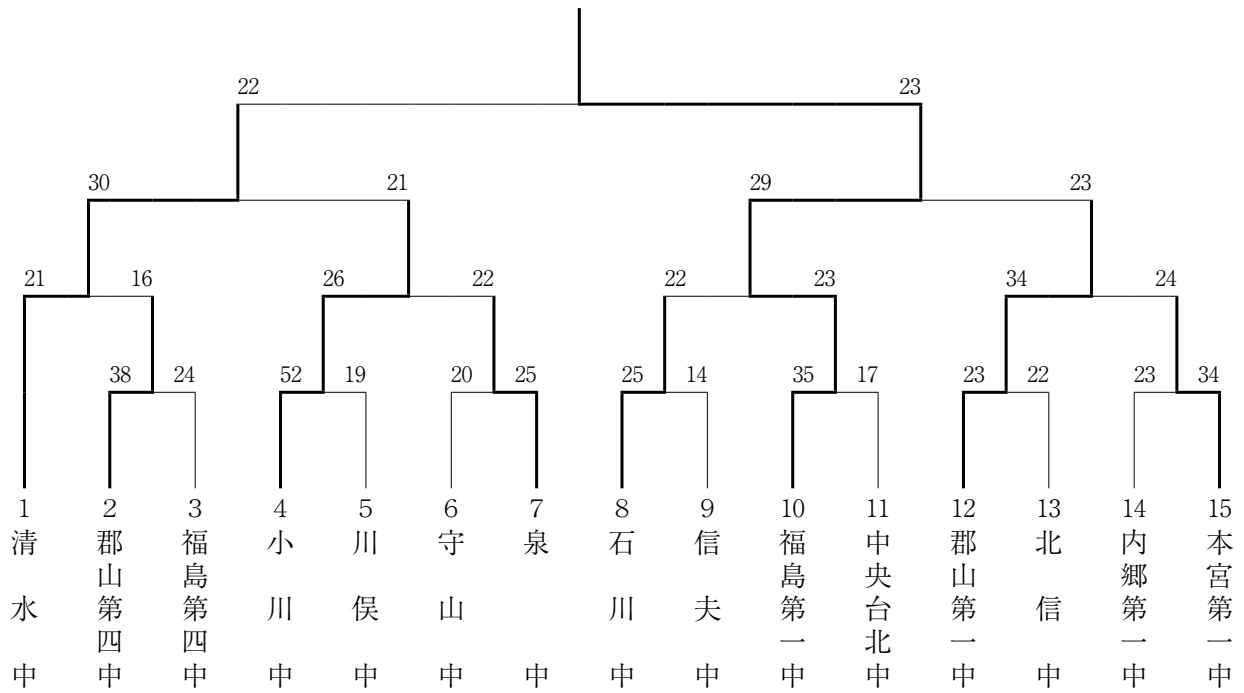 22 23
30 21 29 23
21 16 26 22 22 23 34 24
38 24 52 19 20 25 25 14 35 17 23 22 23 34
1 2 3 4 5 6 7 8 9 10 11 12 13 14 15
清水中
郡山第四中
福島第四中
小川中
川俣中
守山中
泉中
石川中
信夫中
福島第一中
中央台北中
郡山第一中
北信中
内郷第一中
本宮第一中